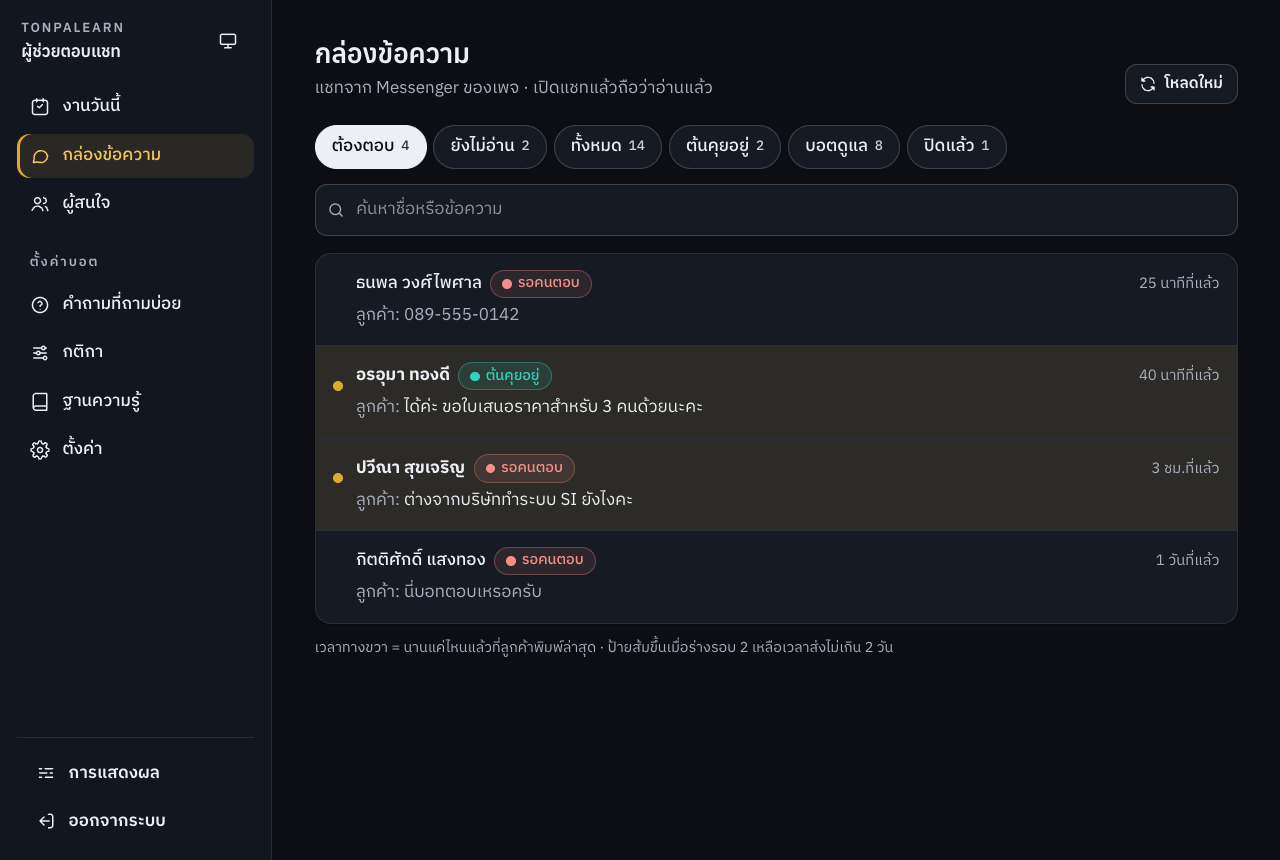 TONPALEARN
ผู้ช่วยตอบแชท
งานวันนี้
กล่องข้อความ
ผู้สนใจ
ตั้งค่าบอต
คำถามที่ถามบ่อย
กติกา
ฐานความรู้
ตั้งค่า
การแสดงผล
ออกจากระบบ
กล่องข้อความ
แชทจาก Messenger ของเพจ · เปิดแชทแล้วถือว่าอ่านแล้ว
โหลดใหม่
ต้องตอบ 4 ยังไม่อ่าน 2 ทั้งหมด 14 ต้นคุยอยู่ 2 บอตดูแล 8 ปิดแล้ว 1
ค้นหาชื่อหรือข้อความ
ธนพล วงศ์ไพศาล รอคนตอบ 25 นาทีที่แล้ว
ลูกค้า: 089-555-0142
อรอุมา ทองดี ต้นคุยอยู่ 40 นาทีที่แล้ว
ลูกค้า: ได้ค่ะ ขอใบเสนอราคาสำหรับ 3 คนด้วยนะคะ
ปวีณา สุขเจริญ รอคนตอบ 3 ชม.ที่แล้ว
ลูกค้า: ต่างจากบริษัททำระบบ SI ยังไงคะ
กิตติศักดิ์ แสงทอง รอคนตอบ 1 วันที่แล้ว
ลูกค้า: นี่บอทตอบเหรอครับ
เวลาทางขวา = นานแค่ไหนแล้วที่ลูกค้าพิมพ์ล่าสุด · ป้ายส้มขึ้นเมื่อร่างรอบ 2 เหลือเวลาส่งไม่เกิน 2 วัน